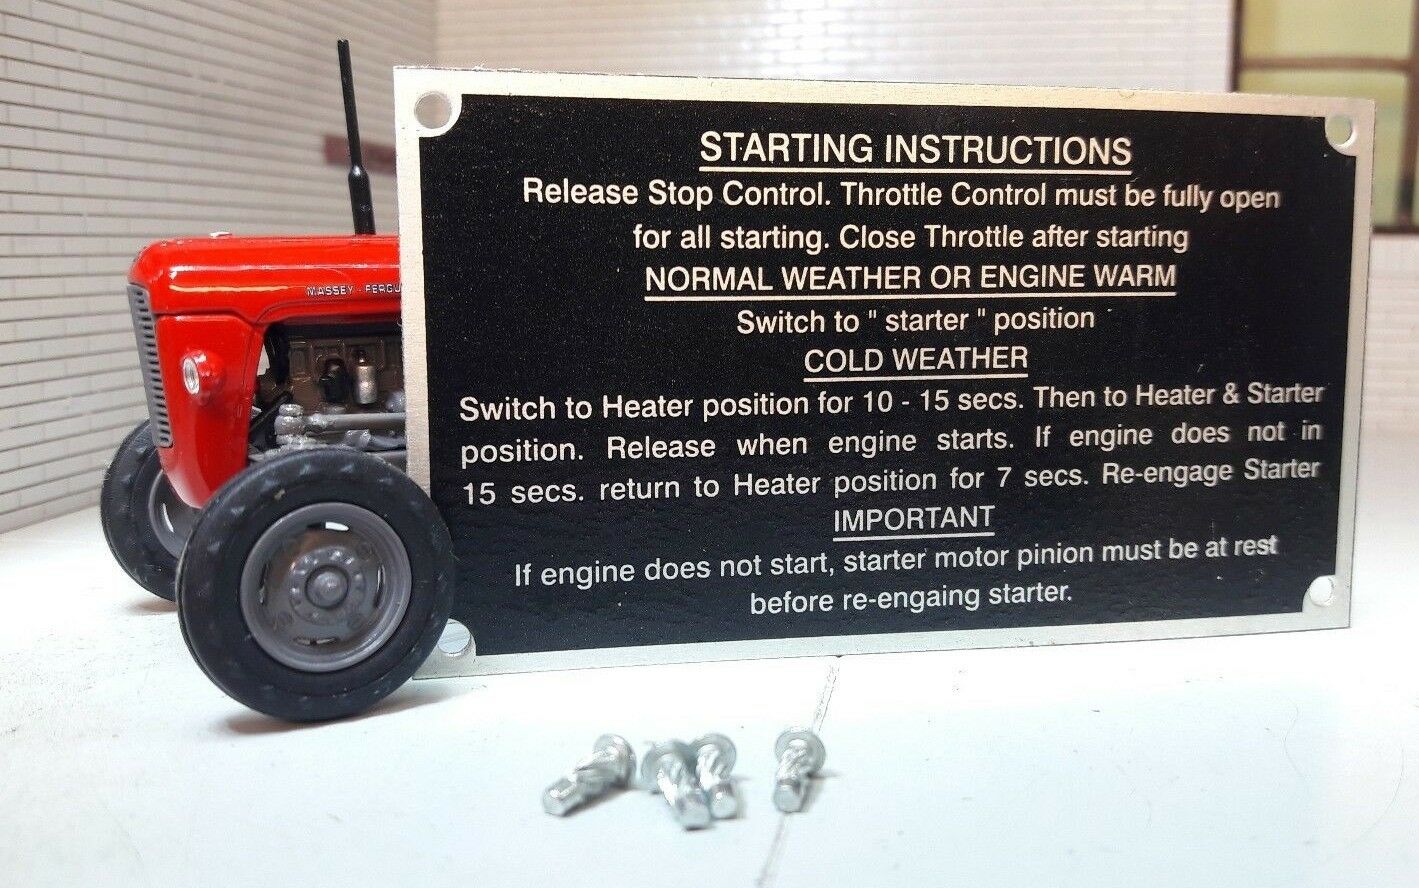 STARTING INSTRUCTIONS
Release Stop Control. Throttle Control must be fully open
for all starting. Close Throttle after starting
NORMAL WEATHER OR ENGINE WARM
Switch to " starter " position
COLD WEATHER
Switch to Heater position for 10 - 15 secs. Then to Heater & Starter
position. Release when engine starts. If engine does not in
15 secs. return to Heater position for 7 secs. Re-engage Starter
IMPORTANT
If engine does not start, starter motor pinion must be at rest
before re-engaing starter.
MASSEY - FERGU